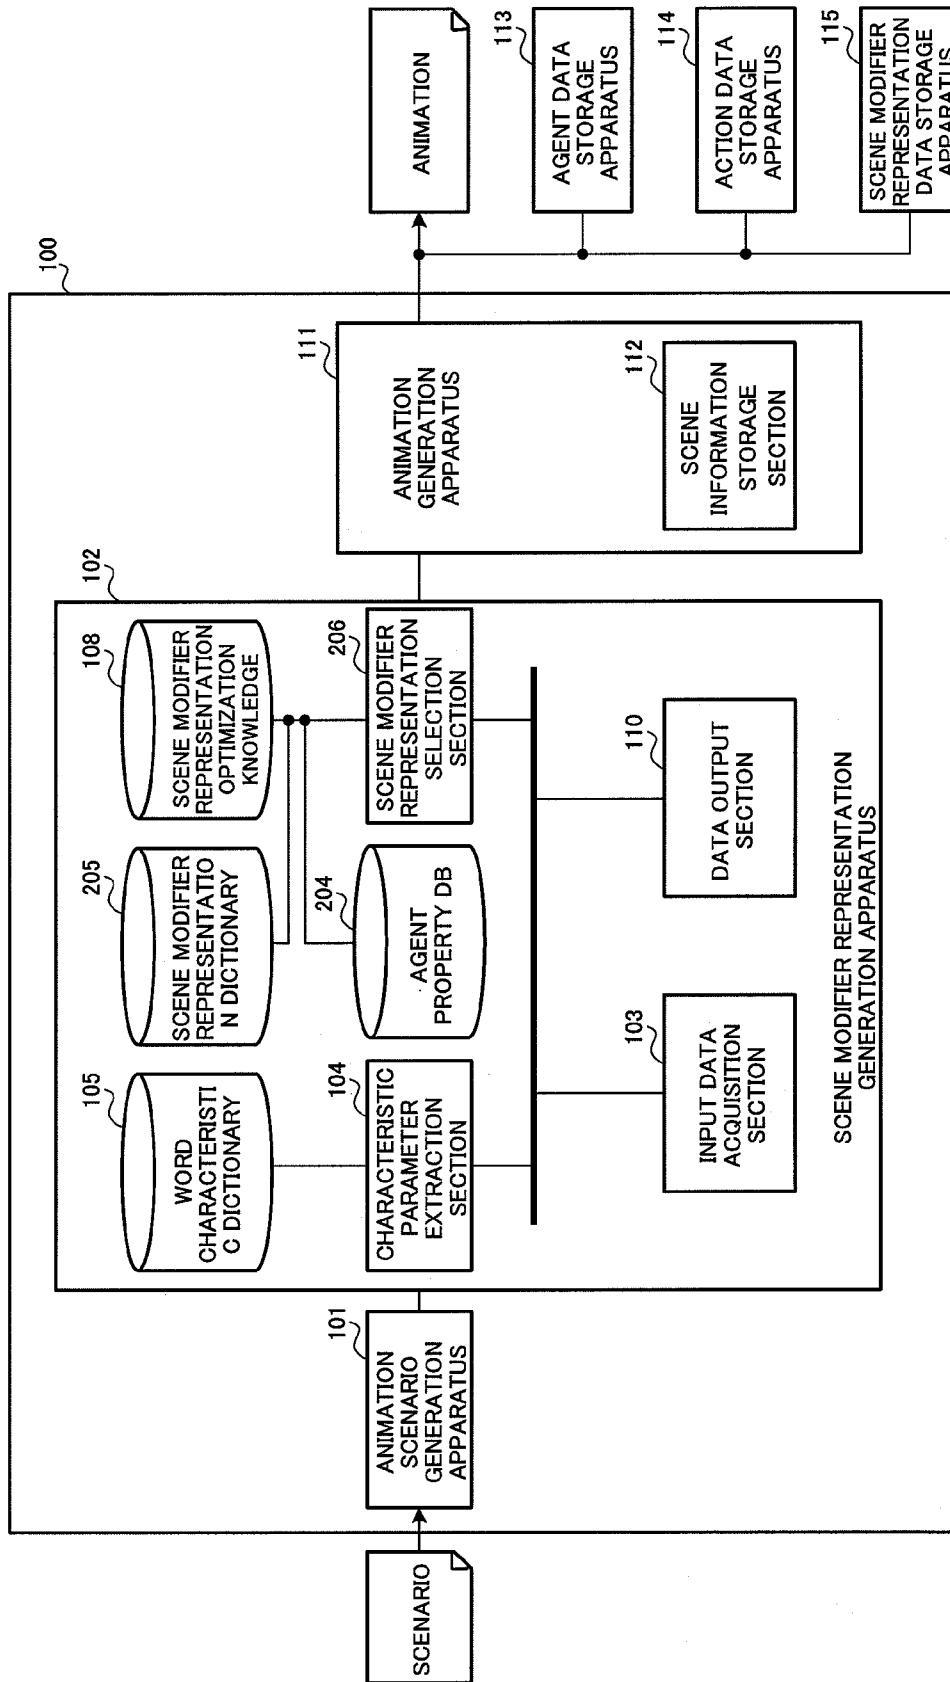 100
SCENARIO
101
ANIMATION
SCENARIO
GENERATION
APPARATUS
102
105
WORD
CHARACTERISTI
C DICTIONARY
205
SCENE MODIFIER
REPRESENTATIO
N DICTIONARY
108
SCENE MODIFIER
REPRESENTATION
OPTIMIZATION
KNOWLEDGE
104
CHARACTERISTIC
PARAMETER
EXTRACTION
SECTION
204
AGENT
PROPERTY DB
206
SCENE MODIFIER
REPRESENTATION
SELECTION
SECTION
103
INPUT DATA
ACQUISITION
SECTION
110
DATA OUTPUT
SECTION
SCENE MODIFIER REPRESENTATION
GENERATION APPARATUS
111
ANIMATION
GENERATION
APPARATUS
112
SCENE
INFORMATION
STORAGE
SECTION
ANIMATION
113
AGENT DATA
STORAGE
APPARATUS
114
ACTION DATA
STORAGE
APPARATUS
115
SCENE MODIFIER
REPRESENTATION
DATA STORAGE
APPARATUS